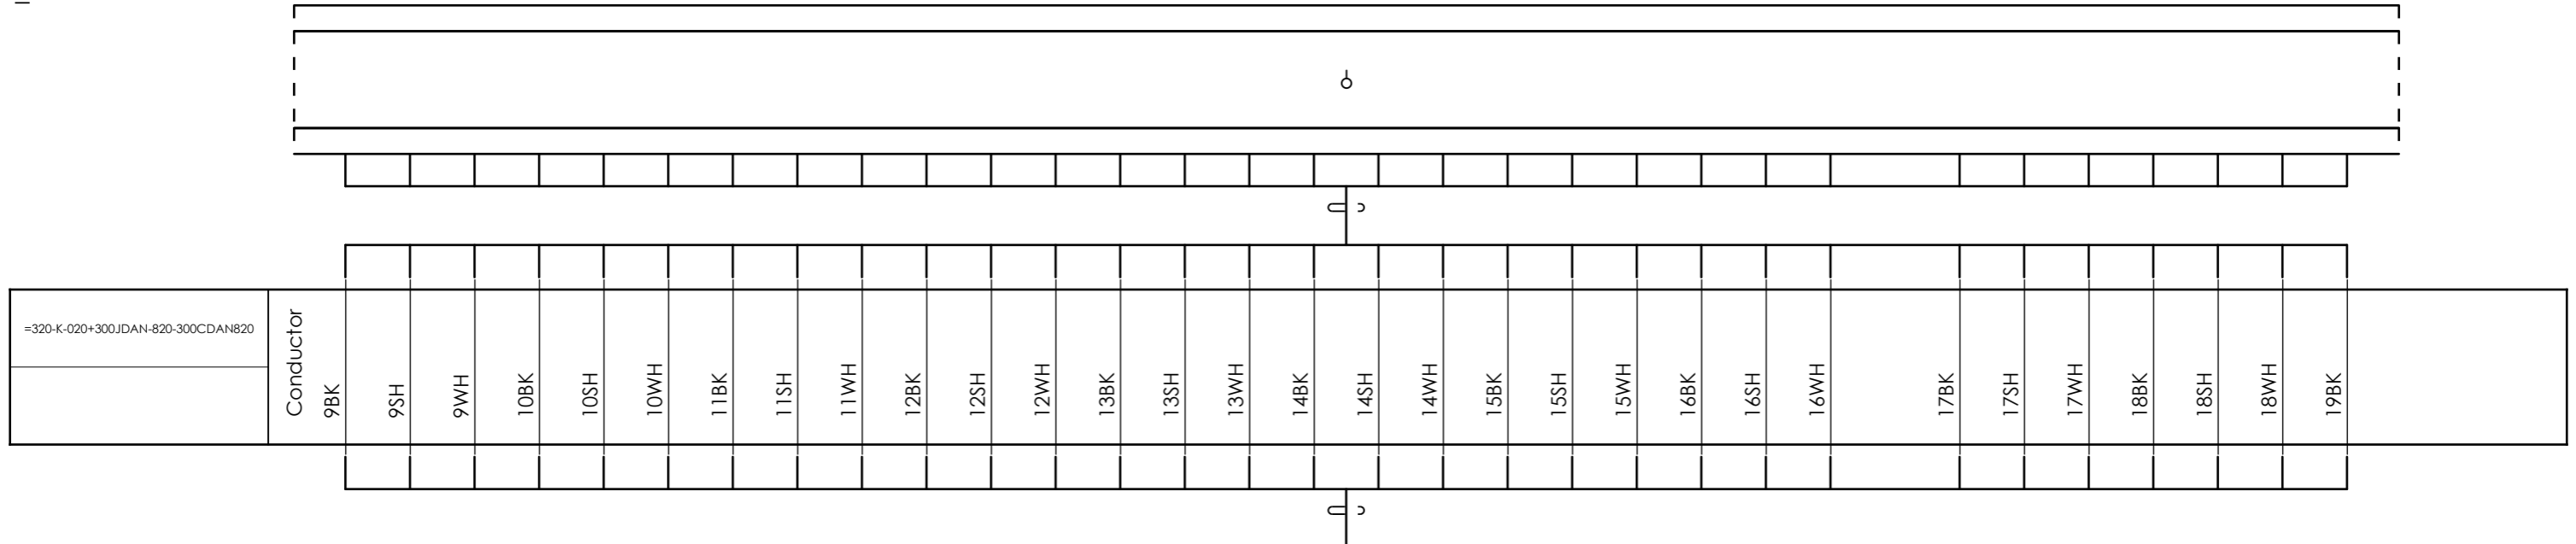 =320-K-020+300JDAN-820-300CDAN820
Conductor
9BK
9SH
9WH
10BK
10SH
10WH
11BK
11SH
11WH
12BK
12SH
12WH
13BK
13SH
13WH
14BK
14SH
14WH
15BK
15SH
15WH
16BK
16SH
16WH
17BK
17SH
17WH
18BK
18SH
18WH
19BK